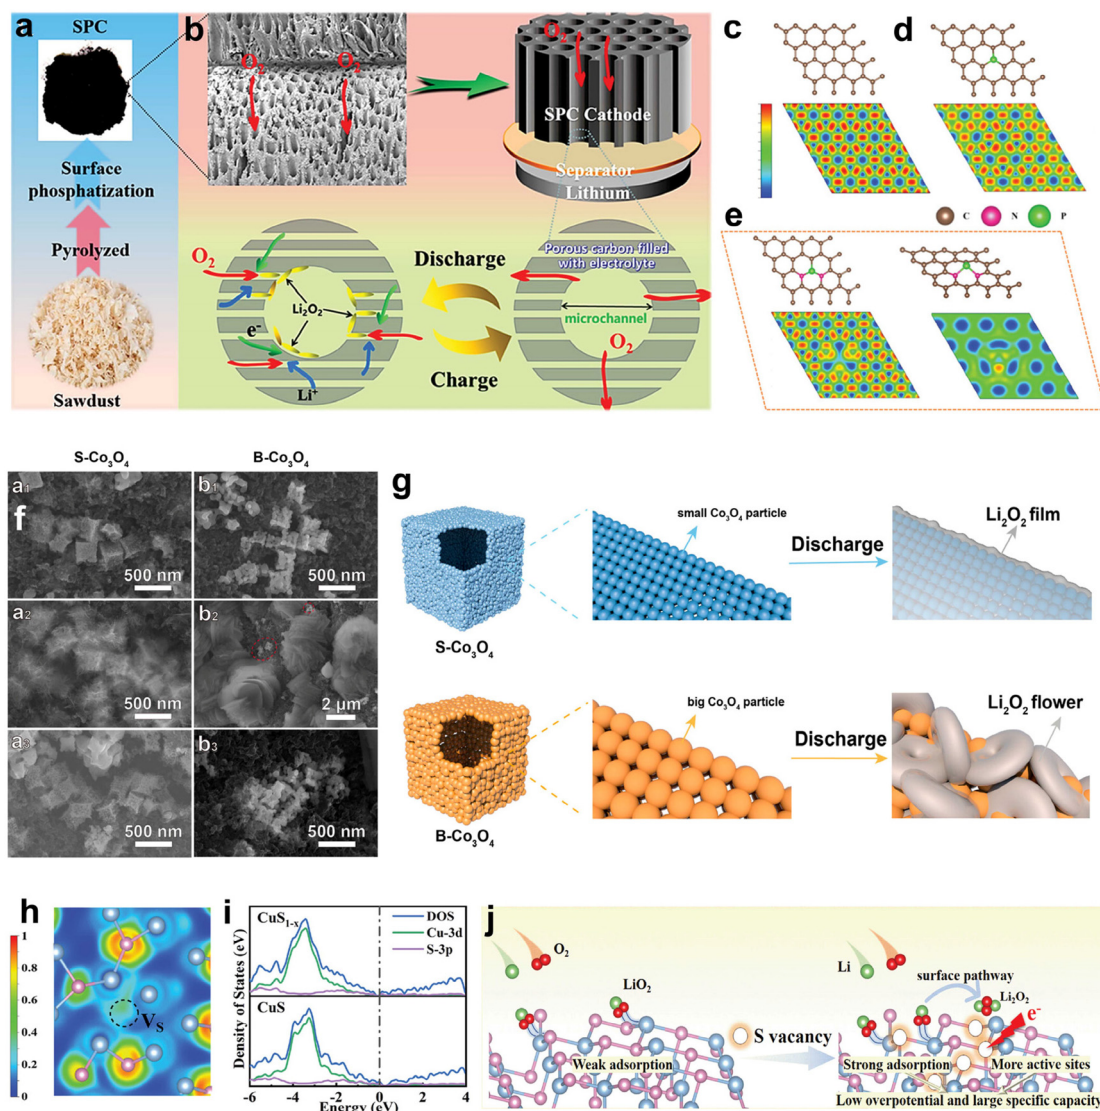 a
SPC
Surface
phosphatization
Pyrolyzed
Sawdust
b
O₂
O₂
O₂
SPC Cathode
Separator
Lithium
Porous carbon filled
with electrolyte
O₂
Li₂O₂
e⁻
Li⁺
Discharge
Charge
microchannel
O₂
c
d
e
C N P
S-Co₃O₄ B-Co₃O₄
f
a₁
500 nm
b₁
500 nm
a₂
500 nm
b₂
2 μm
a₃
500 nm
b₃
500 nm
g
S-Co₃O₄
small Co₃O₄ particle
Discharge
Li₂O₂ film
B-Co₃O₄
big Co₃O₄ particle
Discharge
Li₂O₂ flower
h
1
0.8
0.6
0.4
0.2
0
V_S
i
CuS₁₋ₓ
DOS
Cu-3d
S-3p
CuS
Density of States (eV)
-6 -4 -2 0 2 4
Energy (eV)
j
O₂
LiO₂
Weak adsorption
S vacancy
Li
surface pathway
Li₂O₂
e⁻
Strong adsorption
More active sites
Low overpotential and large specific capacity